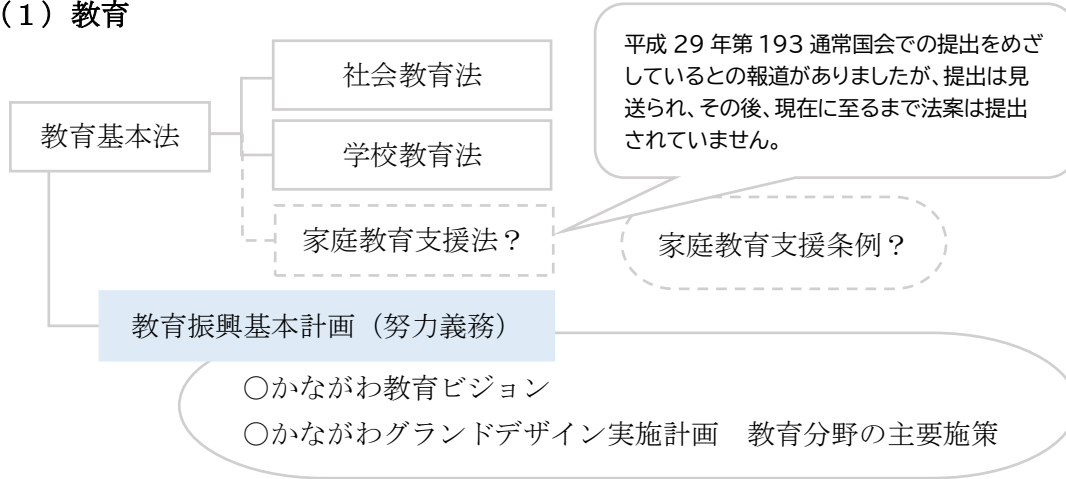 (1)教育
社会教育法
平成 29 年第 193 通常国会での提出をめざ
しているとの報道がありましたが、提出は見
送られ、その後、現在に至るまで法案は提出
されていません。
教育基本法
学校教育法
家庭教育支援法?
家庭教育支援条例?
教育振興基本計画(努力義務)
○かながわ教育ビジョン
○かながわグランドデザイン実施計画 教育分野の主要施策